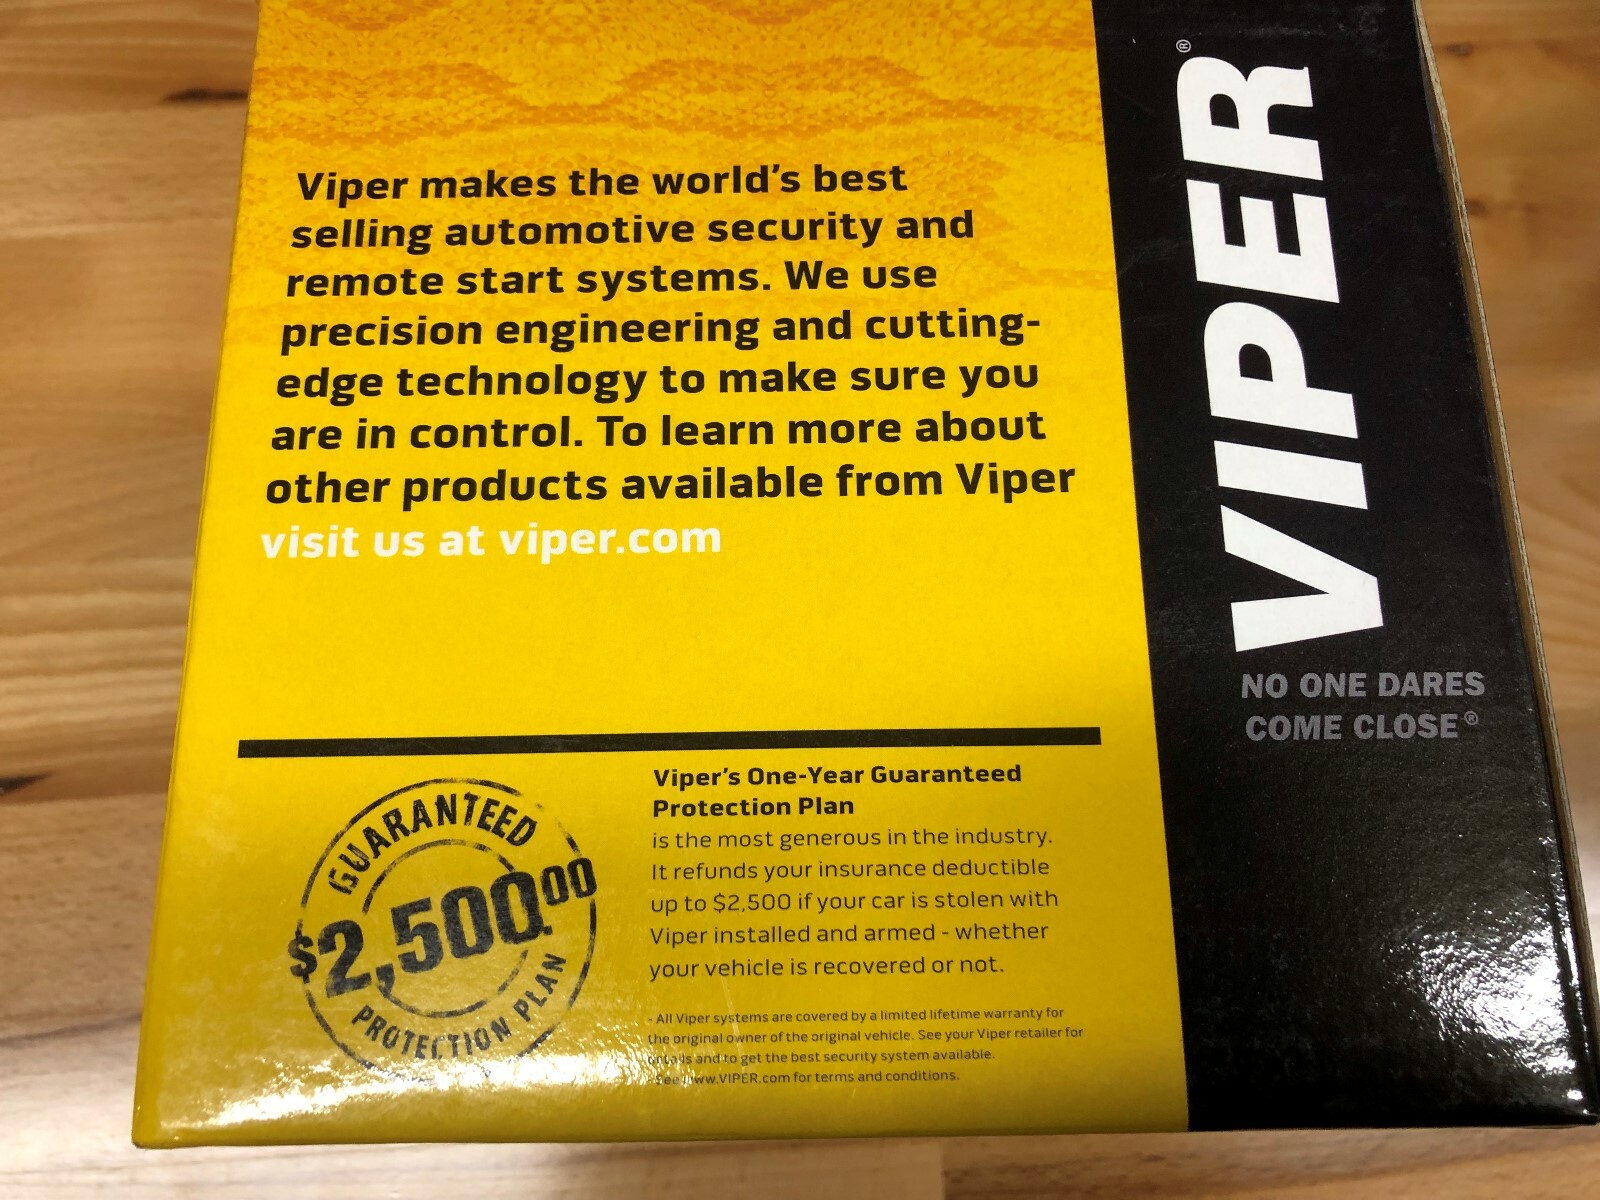 Viper makes the world's best
selling automotive security and
remote start systems. We use
precision engineering and cutting-
edge technology to make sure you
are in control. To learn more about
other products available from Viper
visit us at viper.com
GUARANTEED
$2,500.00
PROTECTION PLAN
Viper's One-Year Guaranteed
Protection Plan
is the most generous in the industry.
It refunds your insurance deductible
up to $2,500 if your car is stolen with
Viper installed and armed - whether
your vehicle is recovered or not.
- All Viper systems are covered by a limited lifetime warranty for
the original owner of the original vehicle. See your Viper retailer for
details and to get the best security system available.
- See www.VIPER.com for terms and conditions.
VIPER®
NO ONE DARES
COME CLOSE®